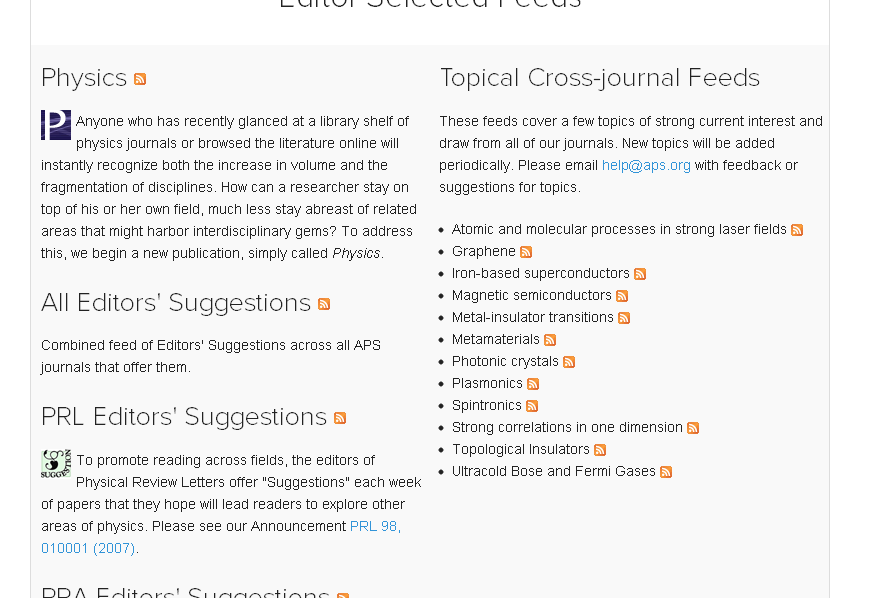 Editor Selected Feeds
Physics
Anyone who has recently glanced at a library shelf of
physics journals or browsed the literature online will
instantly recognize both the increase in volume and the
fragmentation of disciplines. How can a researcher stay on
top of his or her own field, much less stay abreast of related
areas that might harbor interdisciplinary gems? To address
this, we begin a new publication, simply called Physics.
All Editors' Suggestions
Combined feed of Editors' Suggestions across all APS
journals that offer them.
PRL Editors' Suggestions
SUGGESTION
To promote reading across fields, the editors of
Physical Review Letters offer "Suggestions" each week
of papers that they hope will lead readers to explore other
areas of physics. Please see our Announcement PRL 98,
010001 (2007).
PRA Editors' Suggestions
Topical Cross-journal Feeds
These feeds cover a few topics of strong current interest and
draw from all of our journals. New topics will be added
periodically. Please email help@aps.org with feedback or
suggestions for topics.
• Atomic and molecular processes in strong laser fields
• Graphene
• Iron-based superconductors
• Magnetic semiconductors
• Metal-insulator transitions
• Metamaterials
• Photonic crystals
• Plasmonics
• Spintronics
• Strong correlations in one dimension
• Topological Insulators
• Ultracold Bose and Fermi Gases